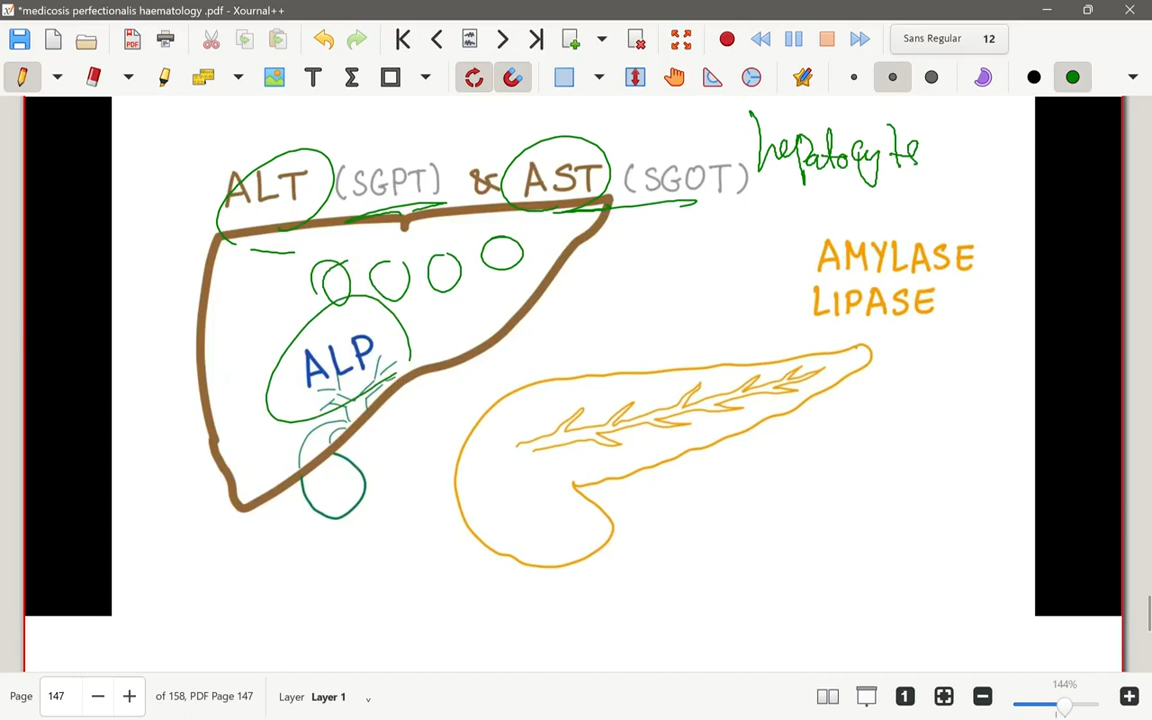 *medicosis perfectionalis haematology .pdf - Xournal++
Sans Regular 12
hepatocyte
ALT (SGPT) & AST (SGOT)
AMYLASE
LIPASE
ALP
Page 147 of 158, PDF Page 147 Layer Layer 1
144%